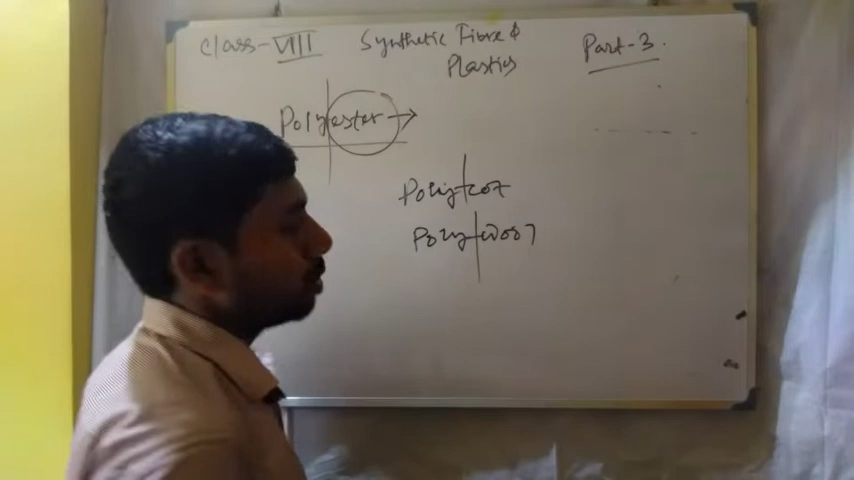 Class-VIII Synthetic Fibre & Part-3.
Plastics
Polyester →
Polycot
Polywool